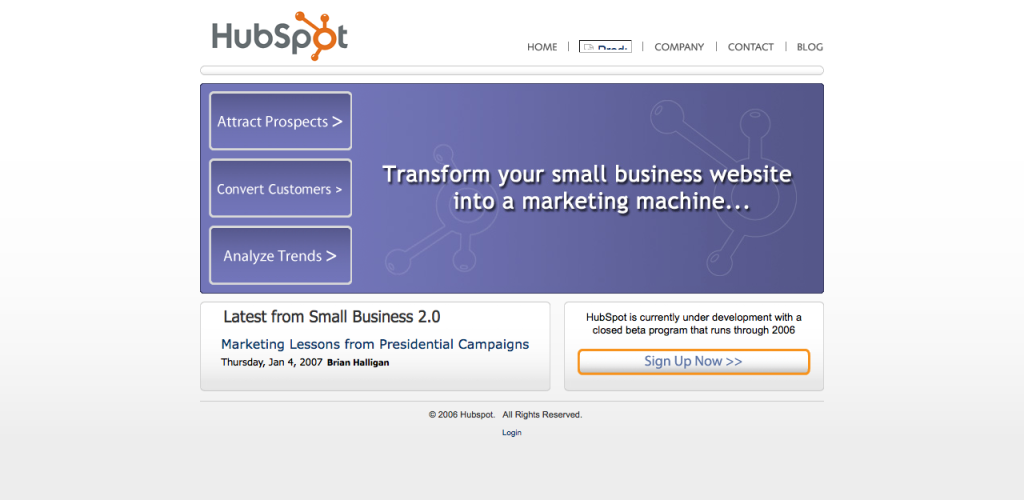 HubSpot
HOME | | COMPANY | CONTACT | BLOG
Attract Prospects >
Convert Customers >
Analyze Trends >
Transform your small business website
into a marketing machine...
Latest from Small Business 2.0
Marketing Lessons from Presidential Campaigns
Thursday, Jan 4, 2007 Brian Halligan
HubSpot is currently under development with a
closed beta program that runs through 2006
Sign Up Now >>
© 2006 Hubspot. All Rights Reserved.
Login